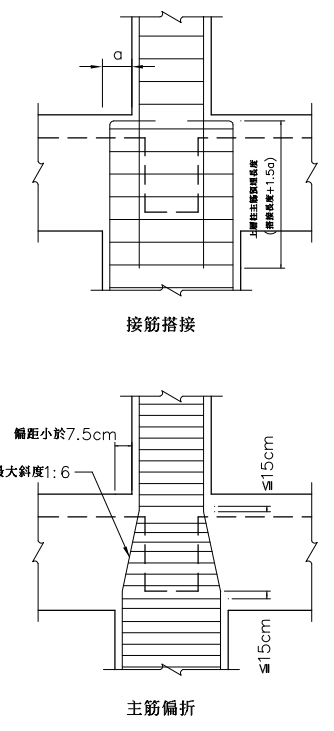 a
上層柱主筋預埋長度
(搭接長度+1.5a)
接筋搭接
偏距小於7.5cm
最大斜度1:6
≦15cm
≦15cm
主筋偏折